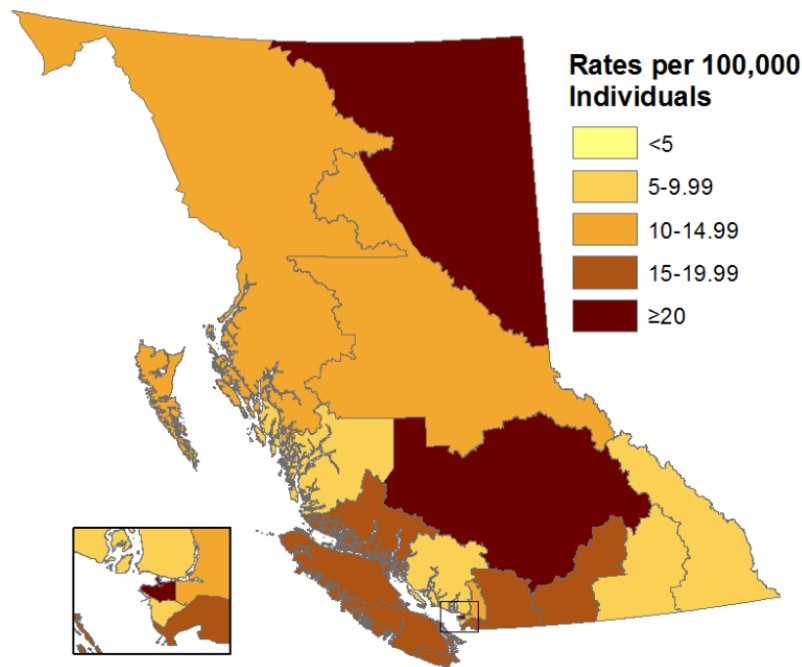 Rates per 100,000
Individuals
<5
5-9.99
10-14.99
15-19.99
≥20